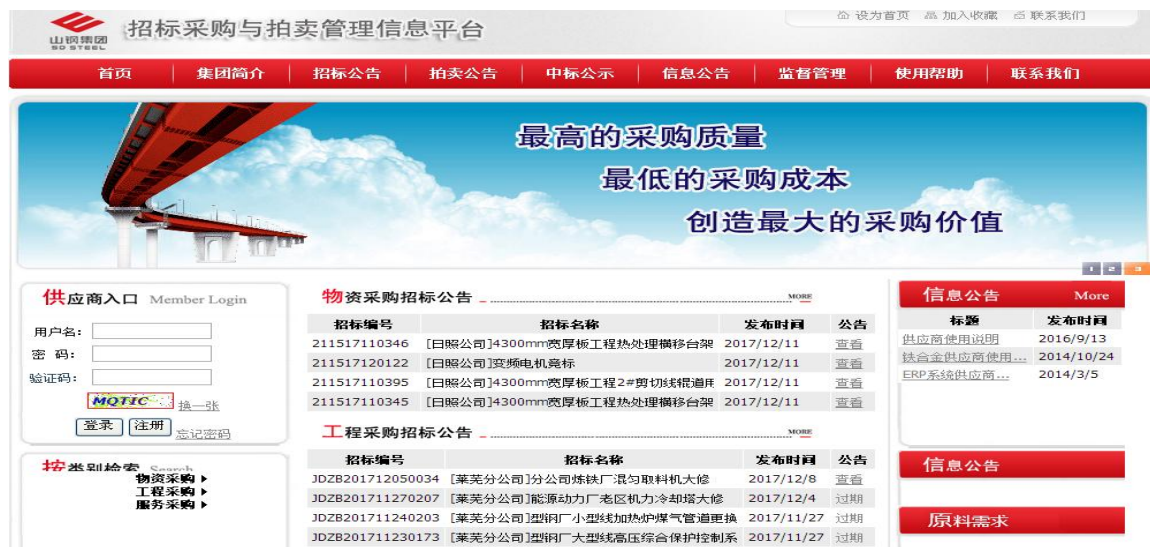 山钢集团
SD STEEL
招标采购与拍卖管理信息平台
设为首页 加入收藏 联系我们
首页 集团简介 招标公告 拍卖公告 中标公示 信息公告 监督管理 使用帮助 联系我们
最高的采购质量
最低的采购成本
创造最大的采购价值
1 2 3
供应商入口 Member Login
用户名:
密 码:
验证码:
MQTIC 换一张
登录 注册 忘记密码
按类别检索 Search
物资采购
工程采购
服务采购
物资采购招标公告 MORE
招标编号 招标名称 发布时间 公告
211517110346 [日照公司]4300mm宽厚板工程热处理横移台架 2017/12/11 查看
211517120122 [日照公司]变频电机竞标 2017/12/11 查看
211517110395 [日照公司]4300mm宽厚板工程2#剪切线辊道用 2017/12/11 查看
211517110345 [日照公司]4300mm宽厚板工程热处理横移台架 2017/12/11 查看
工程采购招标公告 MORE
招标编号 招标名称 发布时间 公告
JDZB201712050034 [莱芜分公司]分公司炼铁厂混匀取料机大修 2017/12/8 查看
JDZB201711270207 [莱芜分公司]能源动力厂老区机力冷却塔大修 2017/12/4 过期
JDZB201711240203 [莱芜分公司]型钢厂小型线加热炉煤气管道更换 2017/11/27 过期
JDZB201711230173 [莱芜分公司]型钢厂大型线高压综合保护控制系 2017/11/27 过期
信息公告 More
标题 发布时间
供应商使用说明 2016/9/13
铁合金供应商使用... 2014/10/24
ERP系统供应商... 2014/3/5
信息公告
原料需求